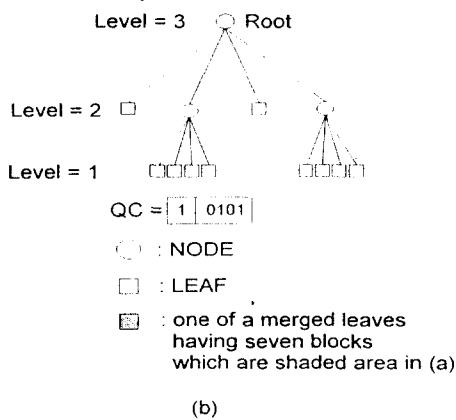 Level = 3 Root
Level = 2
Level = 1
QC = 1 0101
: NODE
: LEAF
: one of a merged leaves
having seven blocks
which are shaded area in (a)
(b)